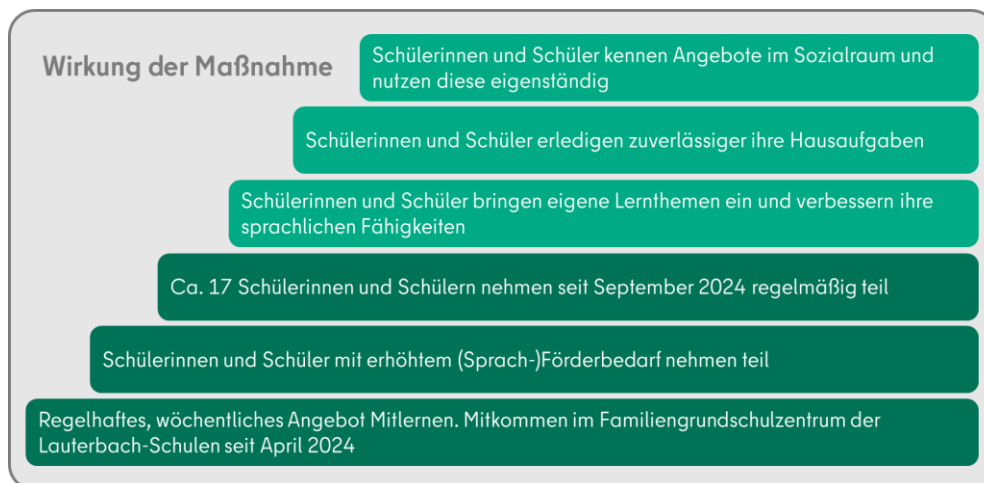 Wirkung der Maßnahme
Schülerinnen und Schüler kennen Angebote im Sozialraum und
nutzen diese eigenständig
Schülerinnen und Schüler erledigen zuverlässiger ihre Hausaufgaben
Schülerinnen und Schüler bringen eigene Lernthemen ein und verbessern ihre
sprachlichen Fähigkeiten
Ca. 17 Schülerinnen und Schülern nehmen seit September 2024 regelmäßig teil
Schülerinnen und Schüler mit erhöhtem (Sprach-)Förderbedarf nehmen teil
Regelhaftes, wöchentliches Angebot Mitlernen. Mitkommen im Familiengrundschulzentrum der
Lauterbach-Schulen seit April 2024